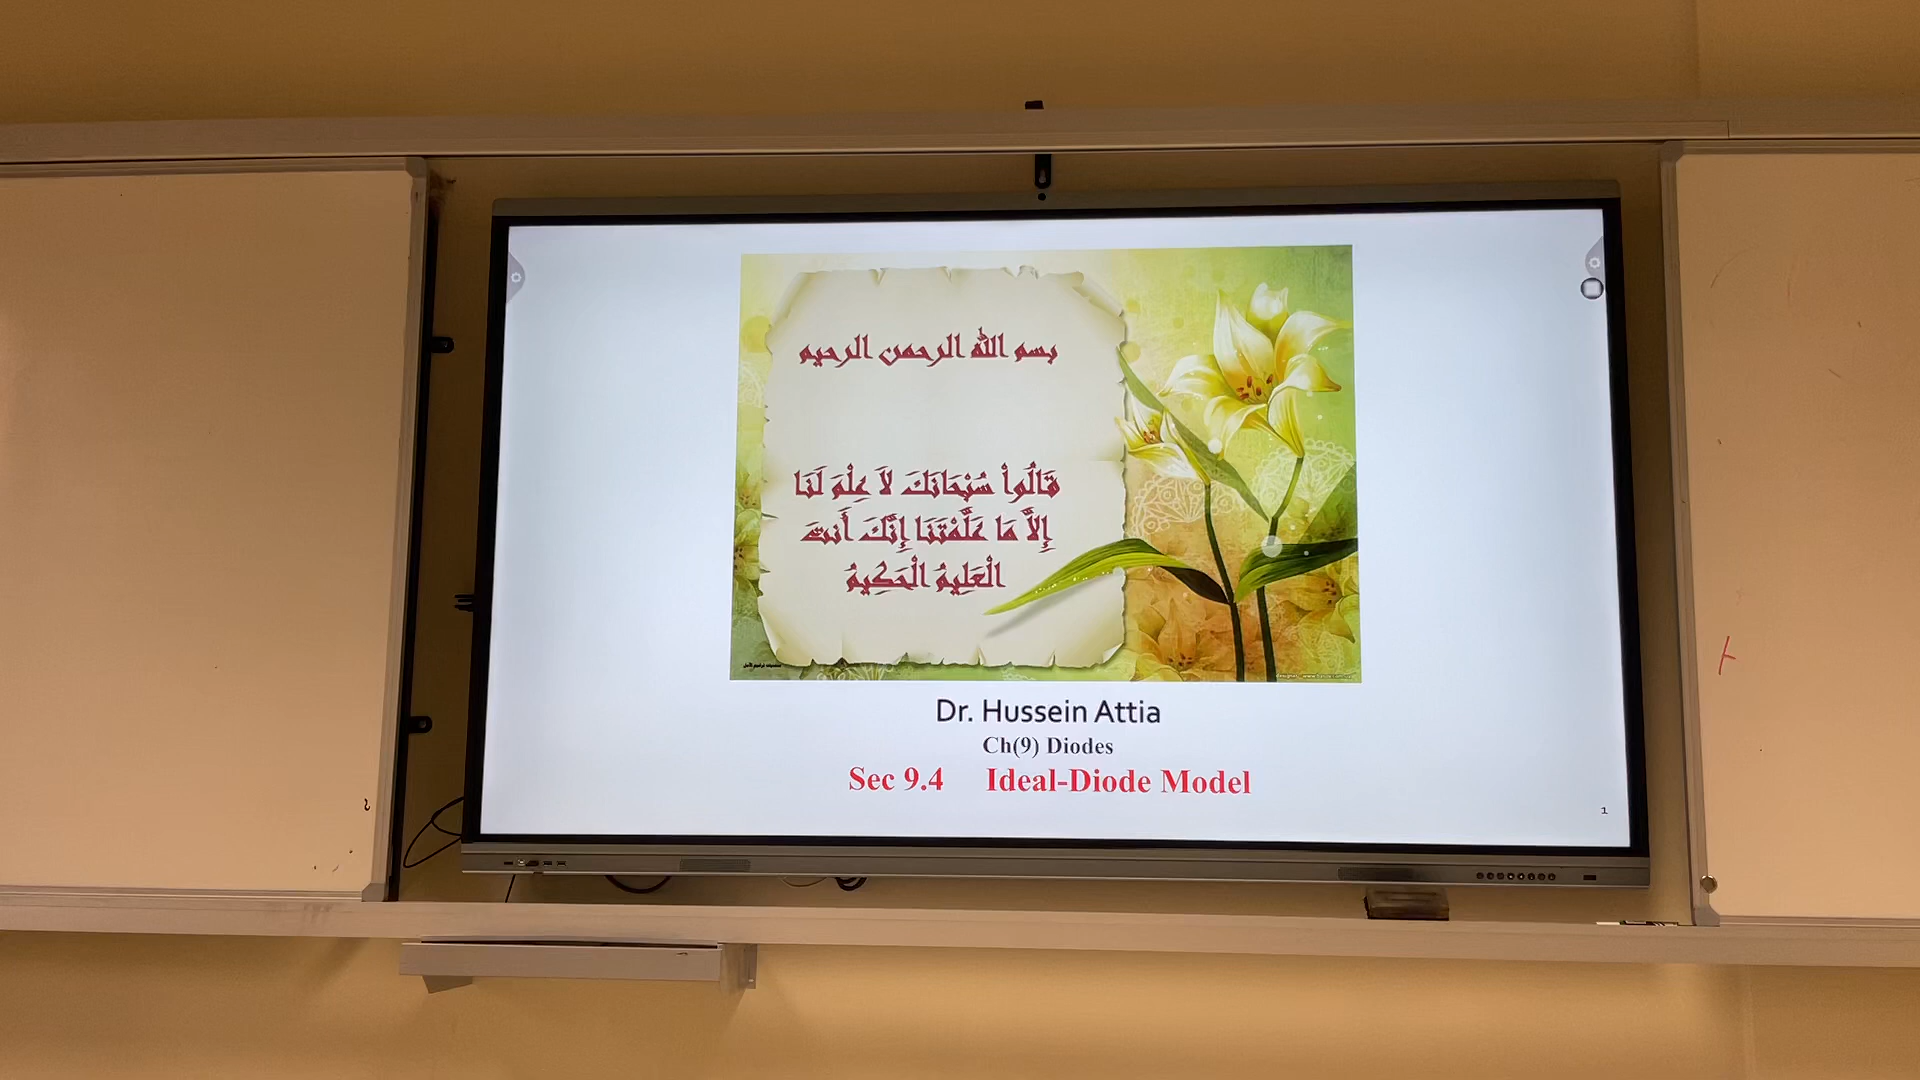 بسم الله الرحمن الرحيم
قَالُواْ سُبْحَانَكَ لاَ عِلْمَ لَنَا
إِلاَّ مَا عَلَّمْتَنَا إِنَّكَ أَنتَ
الْعَلِيمُ الْحَكِيمُ
Dr. Hussein Attia
Ch(9) Diodes
Sec 9.4 Ideal-Diode Model
1